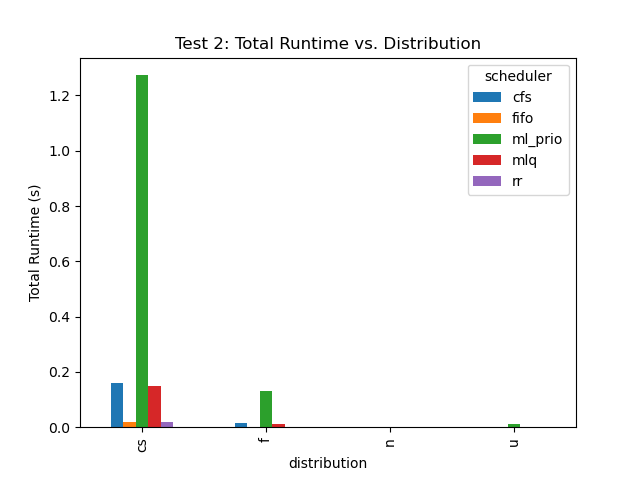 Test 2: Total Runtime vs. Distribution
scheduler
cfs
fifo
ml_prio
mlq
rr
Total Runtime (s)
1.2
1.0
0.8
0.6
0.4
0.2
0.0
cs
f
n
u
distribution